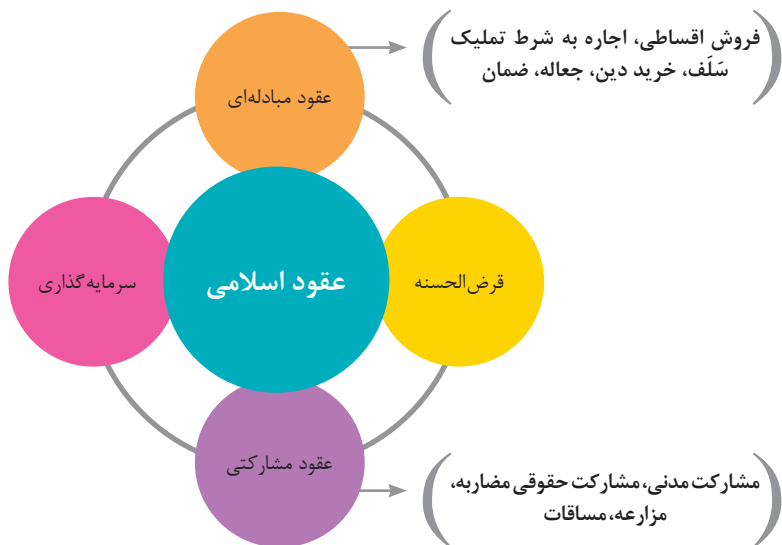 فروش اقساطی، اجاره به شرط تملیک
سَلَف، خرید دین، جعاله، ضمان
عقود مبادله‌ای
قرض‌الحسنه
عقود اسلامی
سرمایه‌گذاری
عقود مشارکتی
مشارکت مدنی، مشارکت حقوقی مضاربه،
مزارعه، مساقات